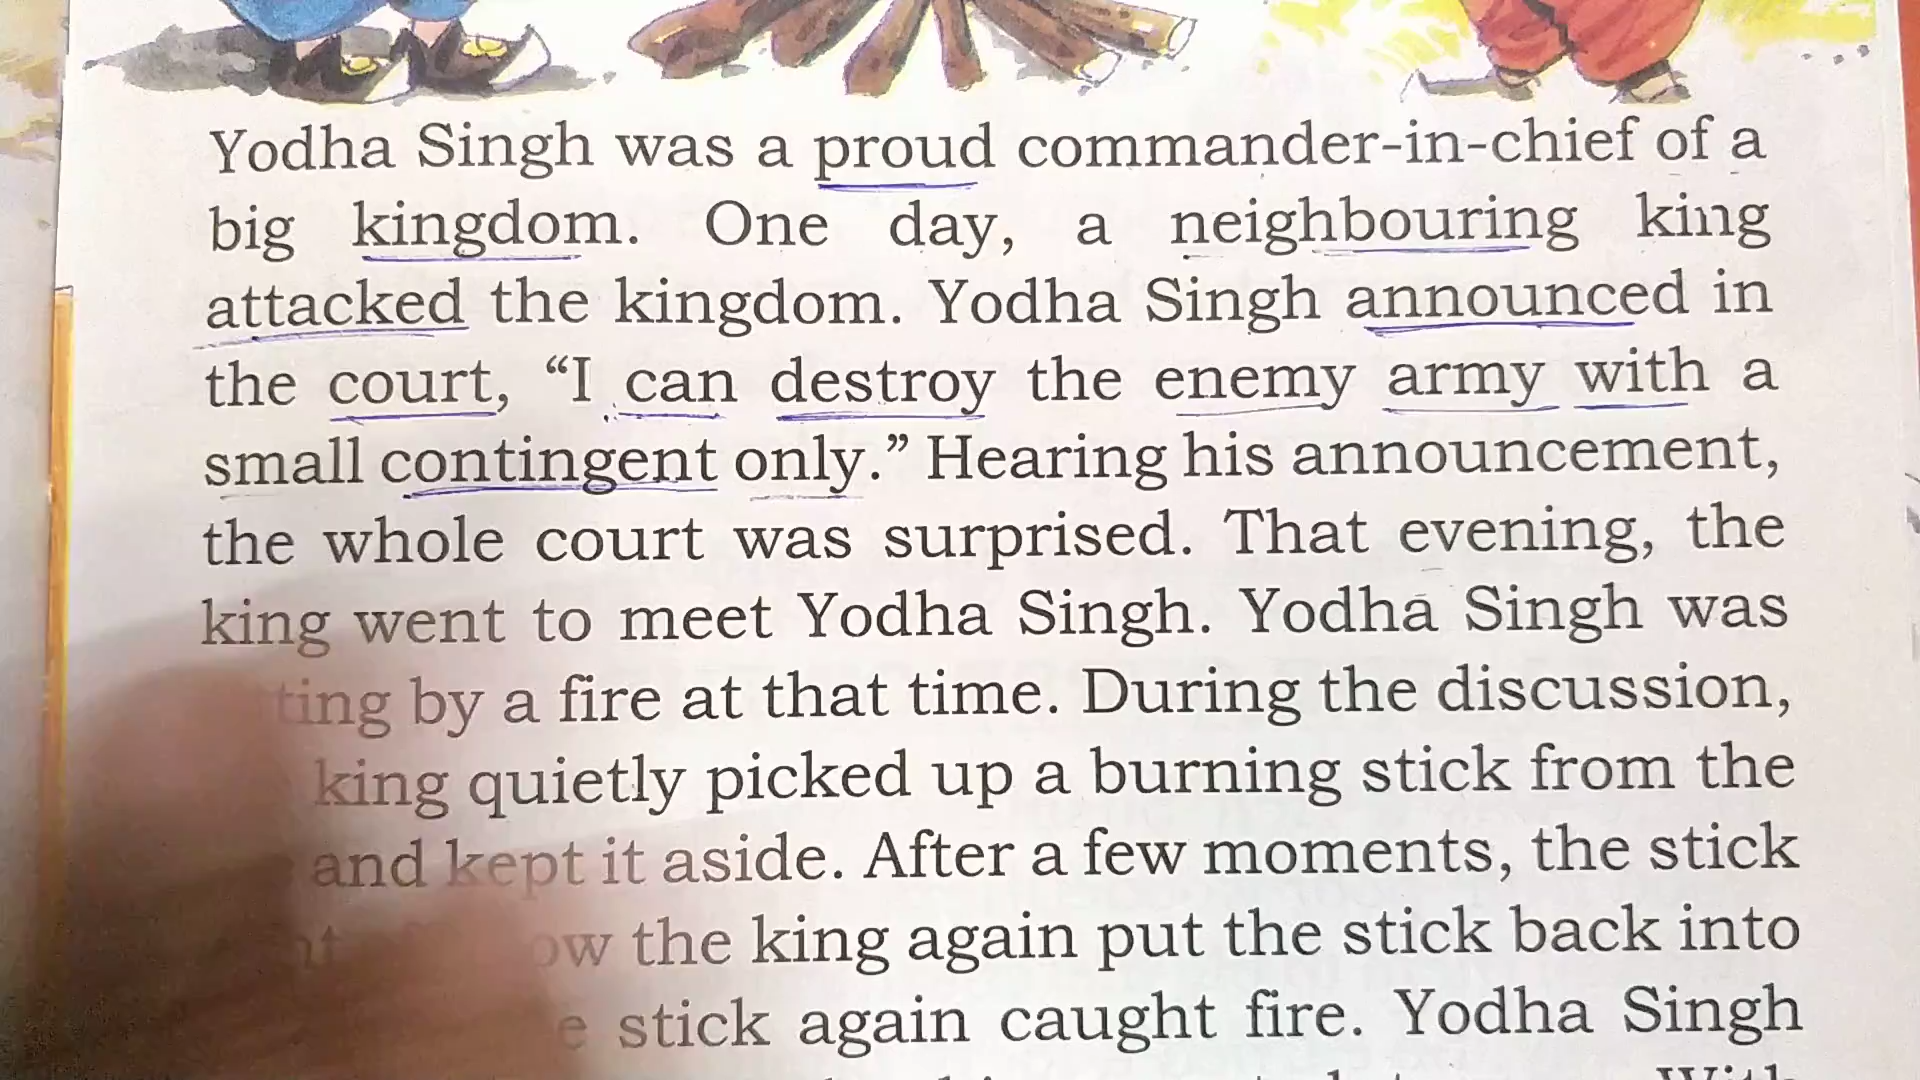 Yodha Singh was a proud commander-in-chief of a
big kingdom. One day, a neighbouring king
attacked the kingdom. Yodha Singh announced in
the court, “I can destroy the enemy army with a
small contingent only.” Hearing his announcement,
the whole court was surprised. That evening, the
king went to meet Yodha Singh. Yodha Singh was
by a fire at that time. During the discussion,
king quietly picked up a burning stick from the
and kept it aside. After a few moments, the stick
the king again put the stick back into
stick again caught fire. Yodha Singh